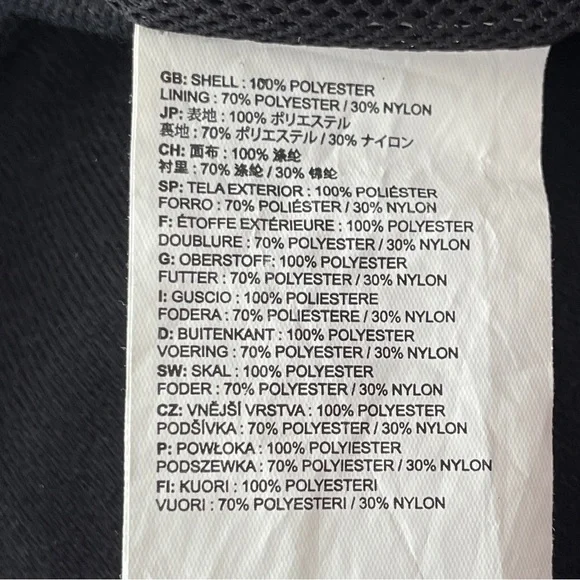 GB: SHELL : 100% POLYESTER
LINING : 70% POLYESTER / 30% NYLON
JP: 表地 : 100% ポリエステル
裏地 : 70% ポリエステル / 30% ナイロン
CH: 面布 : 100% 涤纶
衬里 : 70% 涤纶 / 30% 锦纶
SP: TELA EXTERIOR : 100% POLIÉSTER
FORRO : 70% POLIÉSTER / 30% NYLON
F: ÉTOFFE EXTÉRIEURE : 100% POLYESTER
DOUBLURE : 70% POLYESTER / 30% NYLON
G: OBERSTOFF: 100% POLYESTER
FUTTER : 70% POLYESTER / 30% NYLON
I: GUSCIO : 100% POLIESTERE
FODERA : 70% POLIESTERE / 30% NYLON
D: BUITENKANT : 100% POLYESTER
VOERING : 70% POLYESTER / 30% NYLON
SW: SKAL : 100% POLYESTER
FODER : 70% POLYESTER / 30% NYLON
CZ: VNĚJŠÍ VRSTVA : 100% POLYESTER
PODŠÍVKA : 70% POLYESTER / 30% NYLON
P: POWŁOKA : 100% POLYIESTER
PODSZEWKA : 70% POLYIESTER / 30% NYLON
FI: KUORI : 100% POLYESTERI
VUORI : 70% POLYESTERI / 30% NYLON